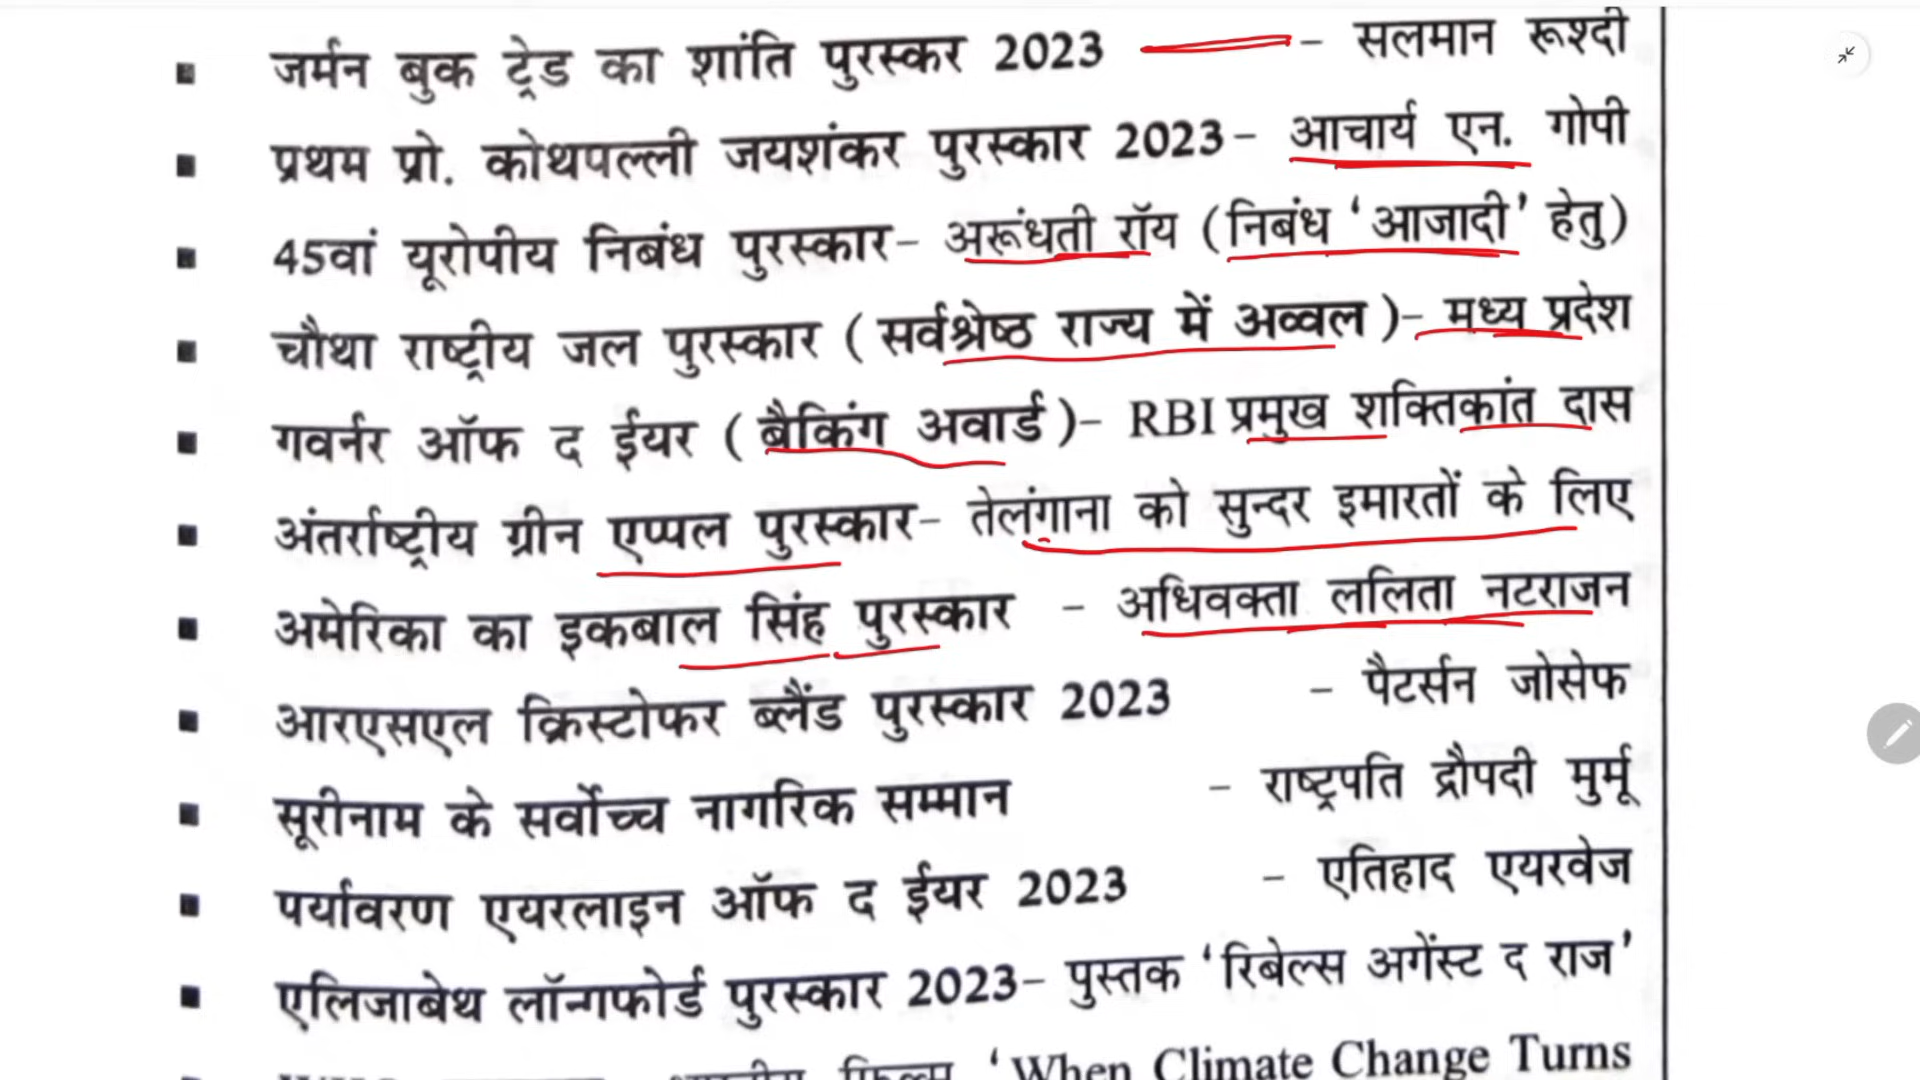 जर्मन बुक ट्रेड का शांति पुरस्कर 2023 – सलमान रूश्दी
प्रथम प्रो. कोथपल्ली जयशंकर पुरस्कार 2023– आचार्य एन. गोपी
45वां यूरोपीय निबंध पुरस्कार– अरूंधती रॉय (निबंध ‘आजादी’ हेतु)
चौथा राष्ट्रीय जल पुरस्कार (सर्वश्रेष्ठ राज्य में अव्वल)– मध्य प्रदेश
गवर्नर ऑफ द ईयर (बैकिंग अवार्ड)– RBI प्रमुख शक्तिकांत दास
अंतर्राष्ट्रीय ग्रीन एप्पल पुरस्कार– तेलंगाना को सुन्दर इमारतों के लिए
अमेरिका का इकबाल सिंह पुरस्कार – अधिवक्ता ललिता नटराजन
आरएसएल क्रिस्टोफर ब्लैंड पुरस्कार 2023 – पैटर्सन जोसेफ
सूरीनाम के सर्वोच्च नागरिक सम्मान – राष्ट्रपति द्रौपदी मुर्मू
पर्यावरण एयरलाइन ऑफ द ईयर 2023 – एतिहाद एयरवेज
एलिजाबेथ लॉन्गफोर्ड पुरस्कार 2023– पुस्तक ‘रिबेल्स अगेंस्ट द राज’
‘When Climate Change Turns